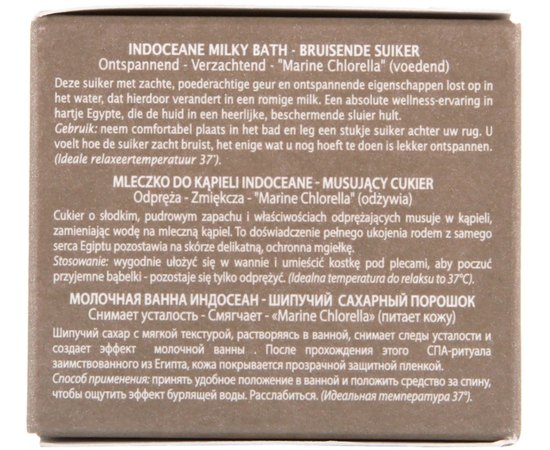 INDOCEANE MILKY BATH - BRUISENDE SUIKER
Ontspannend - Verzachtend - "Marine Chlorella" (voedend)
Deze suiker met zachte, poederachtige geur en ontspannende eigenschappen lost op in
het water, dat hierdoor verandert in een romige milk. Een absolute wellness-ervaring in
hartje Egypte, die de huid in een heerlijke, beschermende sluier hult.
Gebruik: neem comfortabel plaats in het bad en leg een stukje suiker achter uw rug. U
voelt hoe de suiker zacht bruist, het enige wat u nog hoeft te doen is lekker ontspannen.
(Ideale relaxeertemperatuur 37°).
MLECZKO DO KĄPIELI INDOCEANE - MUSUJĄCY CUKIER
Odpręża - Zmiękcza - "Marine Chlorella" (odżywia)
Cukier o słodkim, pudrowym zapachu i właściwościach odprężających musuje w kąpieli,
zamieniając wodę na mleczną kąpiel. To doświadczenie pełnego ukojenia rodem z samego
serca Egiptu pozostawia na skórze delikatną, ochronna mgiełkę.
Stosowanie: wygodnie ułożyć się w wannie i umieścić kostkę pod plecami, aby poczuć
przyjemne bąbelki - pozostaje się tylko odprężyć. (Idealna temperatura do relaksu to 37°C).
МОЛОЧНАЯ ВАННА ИНДОСЕАН - ШИПУЧИЙ САХАРНЫЙ ПОРОШОК
Снимает усталость - Смягчает - «Marine Chlorella» (питает кожу)
Шипучий сахар с мягкой текстурой, растворяясь в ванной, снимает следы усталости и
создает эффект молочной ванны . После прохождения этого СПА-ритуала
заимствованного из Египта, кожа покрывается прозрачной защитной пленкой.
Способ применения: принять удобное положение в ванной и положить средство за спину,
чтобы ощутить эффект бурлящей воды. Расслабиться. (Идеальная температура 37°).